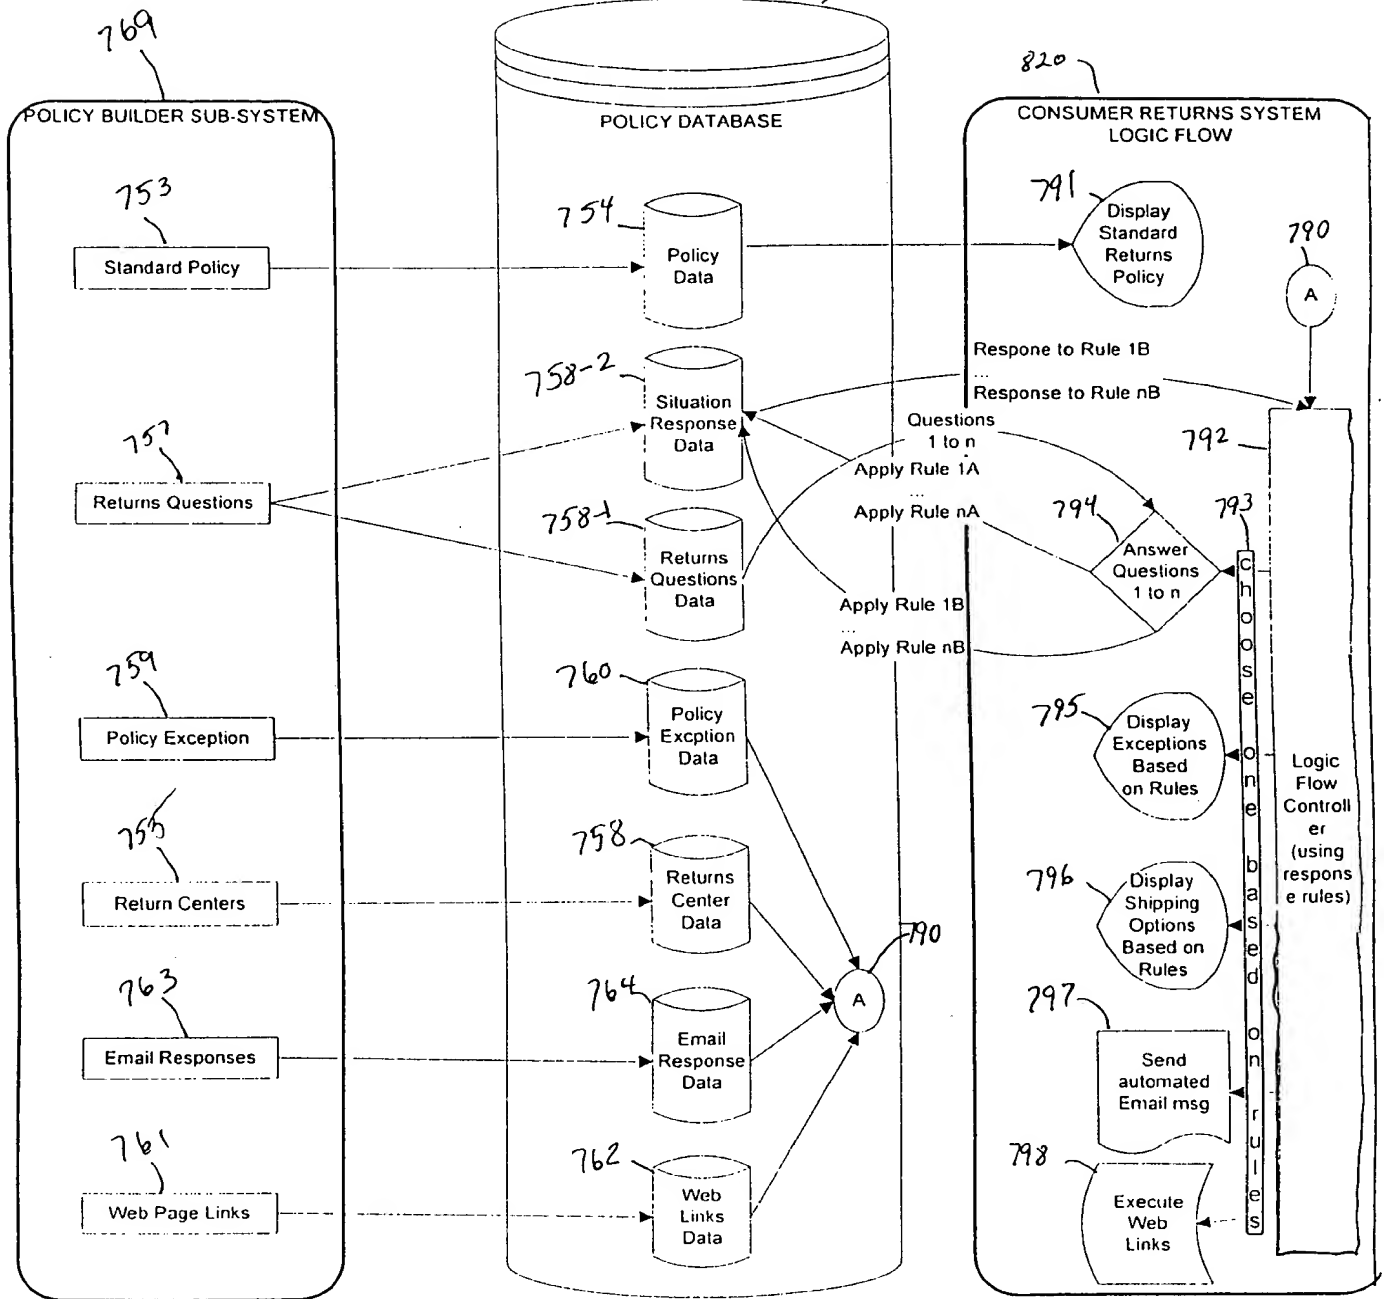 769
820
POLICY BUILDER SUB-SYSTEM
POLICY DATABASE
CONSUMER RETURNS SYSTEM
LOGIC FLOW
753
Standard Policy
754
Policy
Data
791
Display
Standard
Returns
Policy
790
A
758-2
Situation
Response
Data
Respone to Rule 1B
...
Response to Rule nB
757
Returns Questions
Questions
1 to n
Apply Rule 1A
...
Apply Rule nA
758-1
Returns
Questions
Data
794
Answer
Questions
1 to n
792
793
Choose one based on rules
Apply Rule 1B
...
Apply Rule nB
759
Policy Exception
760
Policy
Excption
Data
795
Display
Exceptions
Based
on Rules
Logic
Flow
Controll
er
(using
respons
e rules)
755
Return Centers
758
Returns
Center
Data
796
Display
Shipping
Options
Based on
Rules
790
A
763
Email Responses
764
Email
Response
Data
797
Send
automated
Email msg
761
Web Page Links
762
Web
Links
Data
798
Execute
Web
Links